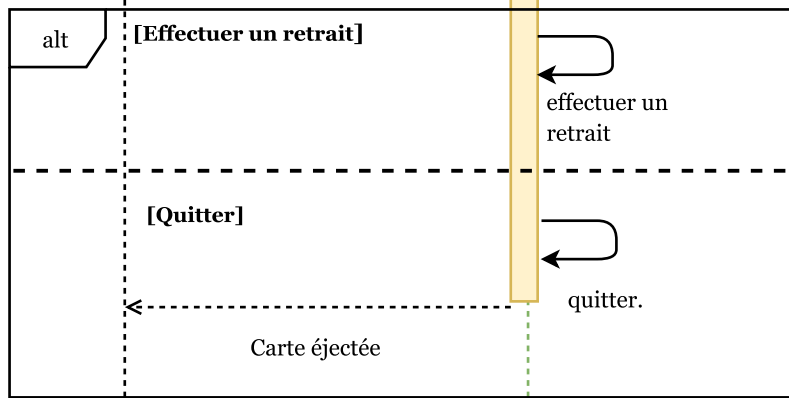 alt
[Effectuer un retrait]
effectuer un
retrait
[Quitter]
quitter.
Carte éjectée